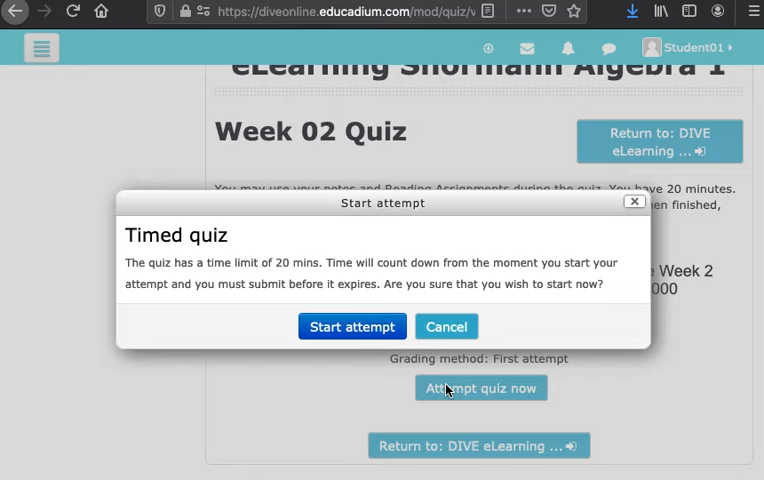 https://diveonline.educadium.com/mod/quiz/v
Student01
eLearning Shormann Algebra 1
Week 02 Quiz
Return to: DIVE
eLearning ...
You may use your notes and Reading Assignments during the quiz. You have 20 minutes.
hen finished,
Start attempt
Timed quiz
The quiz has a time limit of 20 mins. Time will count down from the moment you start your
attempt and you must submit before it expires. Are you sure that you wish to start now?
Week 2
000
Start attempt Cancel
Grading method: First attempt
Attempt quiz now
Return to: DIVE eLearning ...